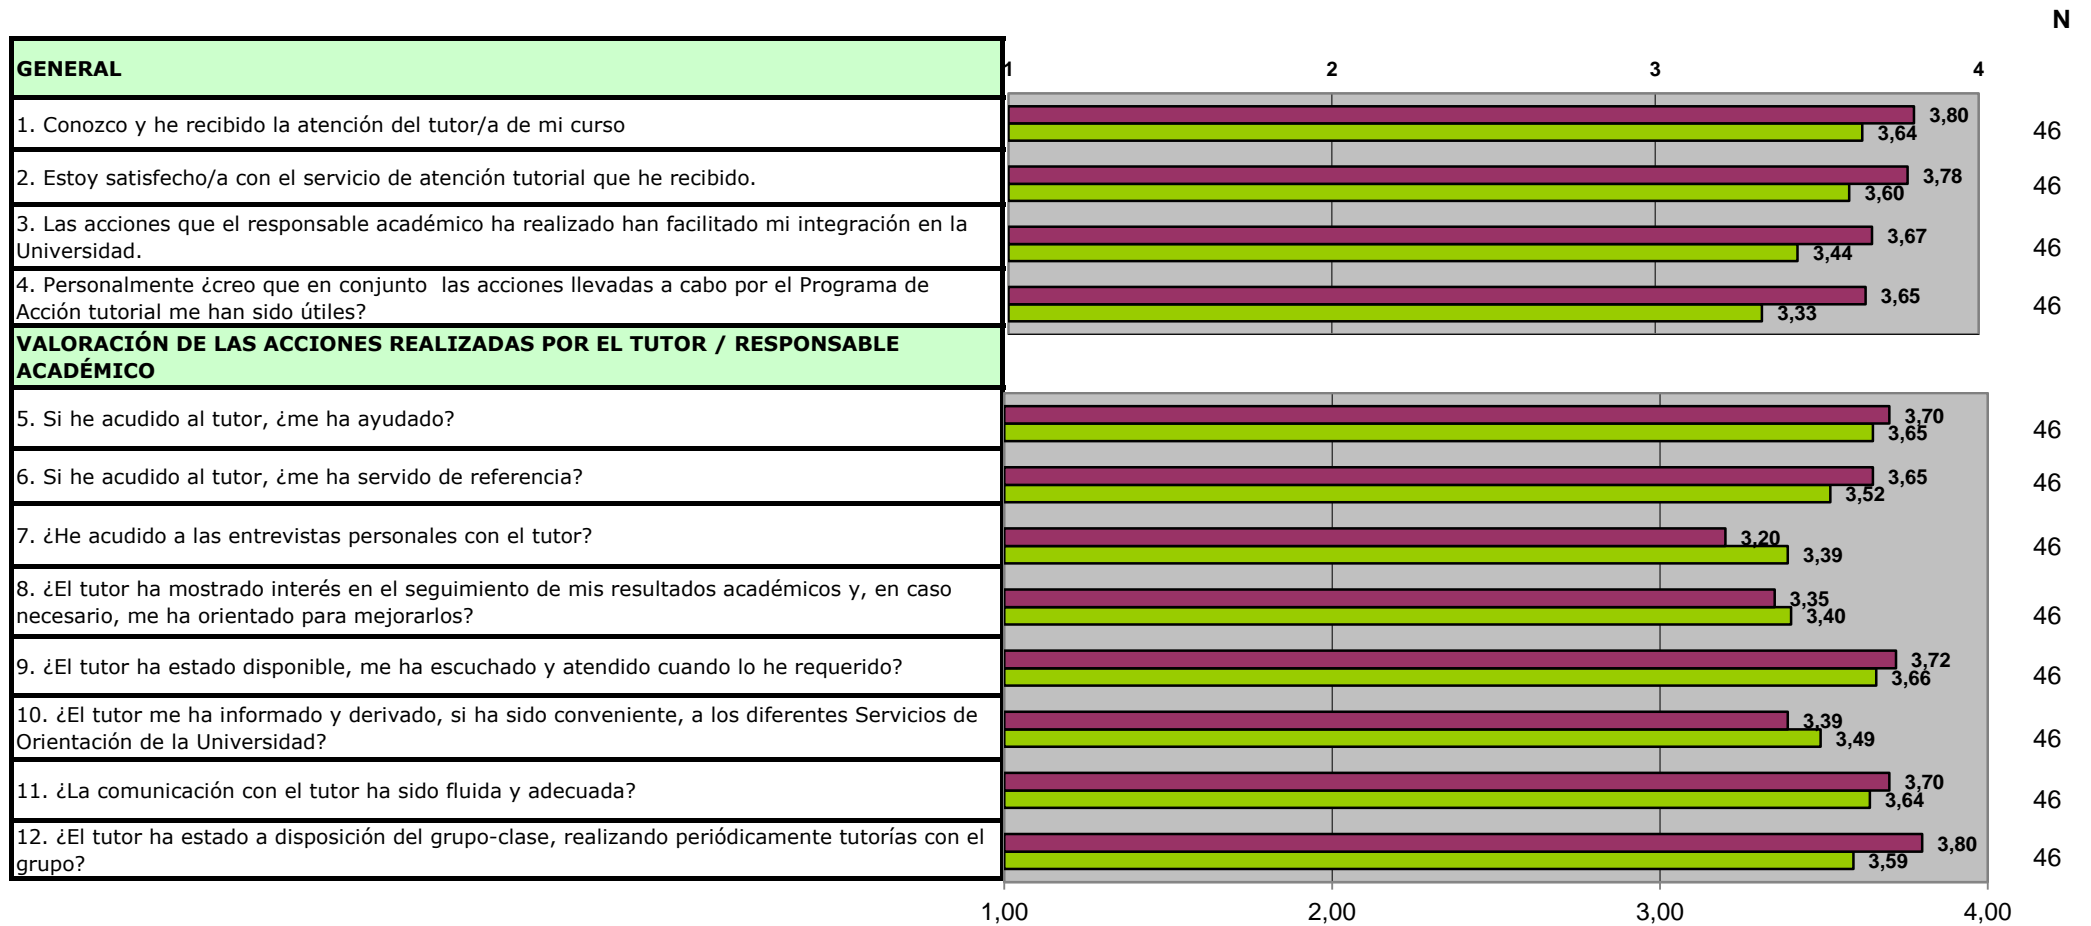 N
GENERAL
1 2 3 4
1. Conozco y he recibido la atención del tutor/a de mi curso
3,80
3,64
46
2. Estoy satisfecho/a con el servicio de atención tutorial que he recibido.
3,78
3,60
46
3. Las acciones que el responsable académico ha realizado han facilitado mi integración en la
Universidad.
3,67
3,44
46
4. Personalmente ¿creo que en conjunto  las acciones llevadas a cabo por el Programa de
Acción tutorial me han sido útiles?
3,65
3,33
46
VALORACIÓN DE LAS ACCIONES REALIZADAS POR EL TUTOR / RESPONSABLE
ACADÉMICO
5. Si he acudido al tutor, ¿me ha ayudado?
3,70
3,65
46
6. Si he acudido al tutor, ¿me ha servido de referencia?
3,65
3,52
46
7. ¿He acudido a las entrevistas personales con el tutor?
3,20
3,39
46
8. ¿El tutor ha mostrado interés en el seguimiento de mis resultados académicos y, en caso
necesario, me ha orientado para mejorarlos?
3,35
3,40
46
9. ¿El tutor ha estado disponible, me ha escuchado y atendido cuando lo he requerido?
3,72
3,66
46
10. ¿El tutor me ha informado y derivado, si ha sido conveniente, a los diferentes Servicios de
Orientación de la Universidad?
3,39
3,49
46
11. ¿La comunicación con el tutor ha sido fluida y adecuada?
3,70
3,64
46
12. ¿El tutor ha estado a disposición del grupo-clase, realizando periódicamente tutorías con el
grupo?
3,80
3,59
46
1,00 2,00 3,00 4,00